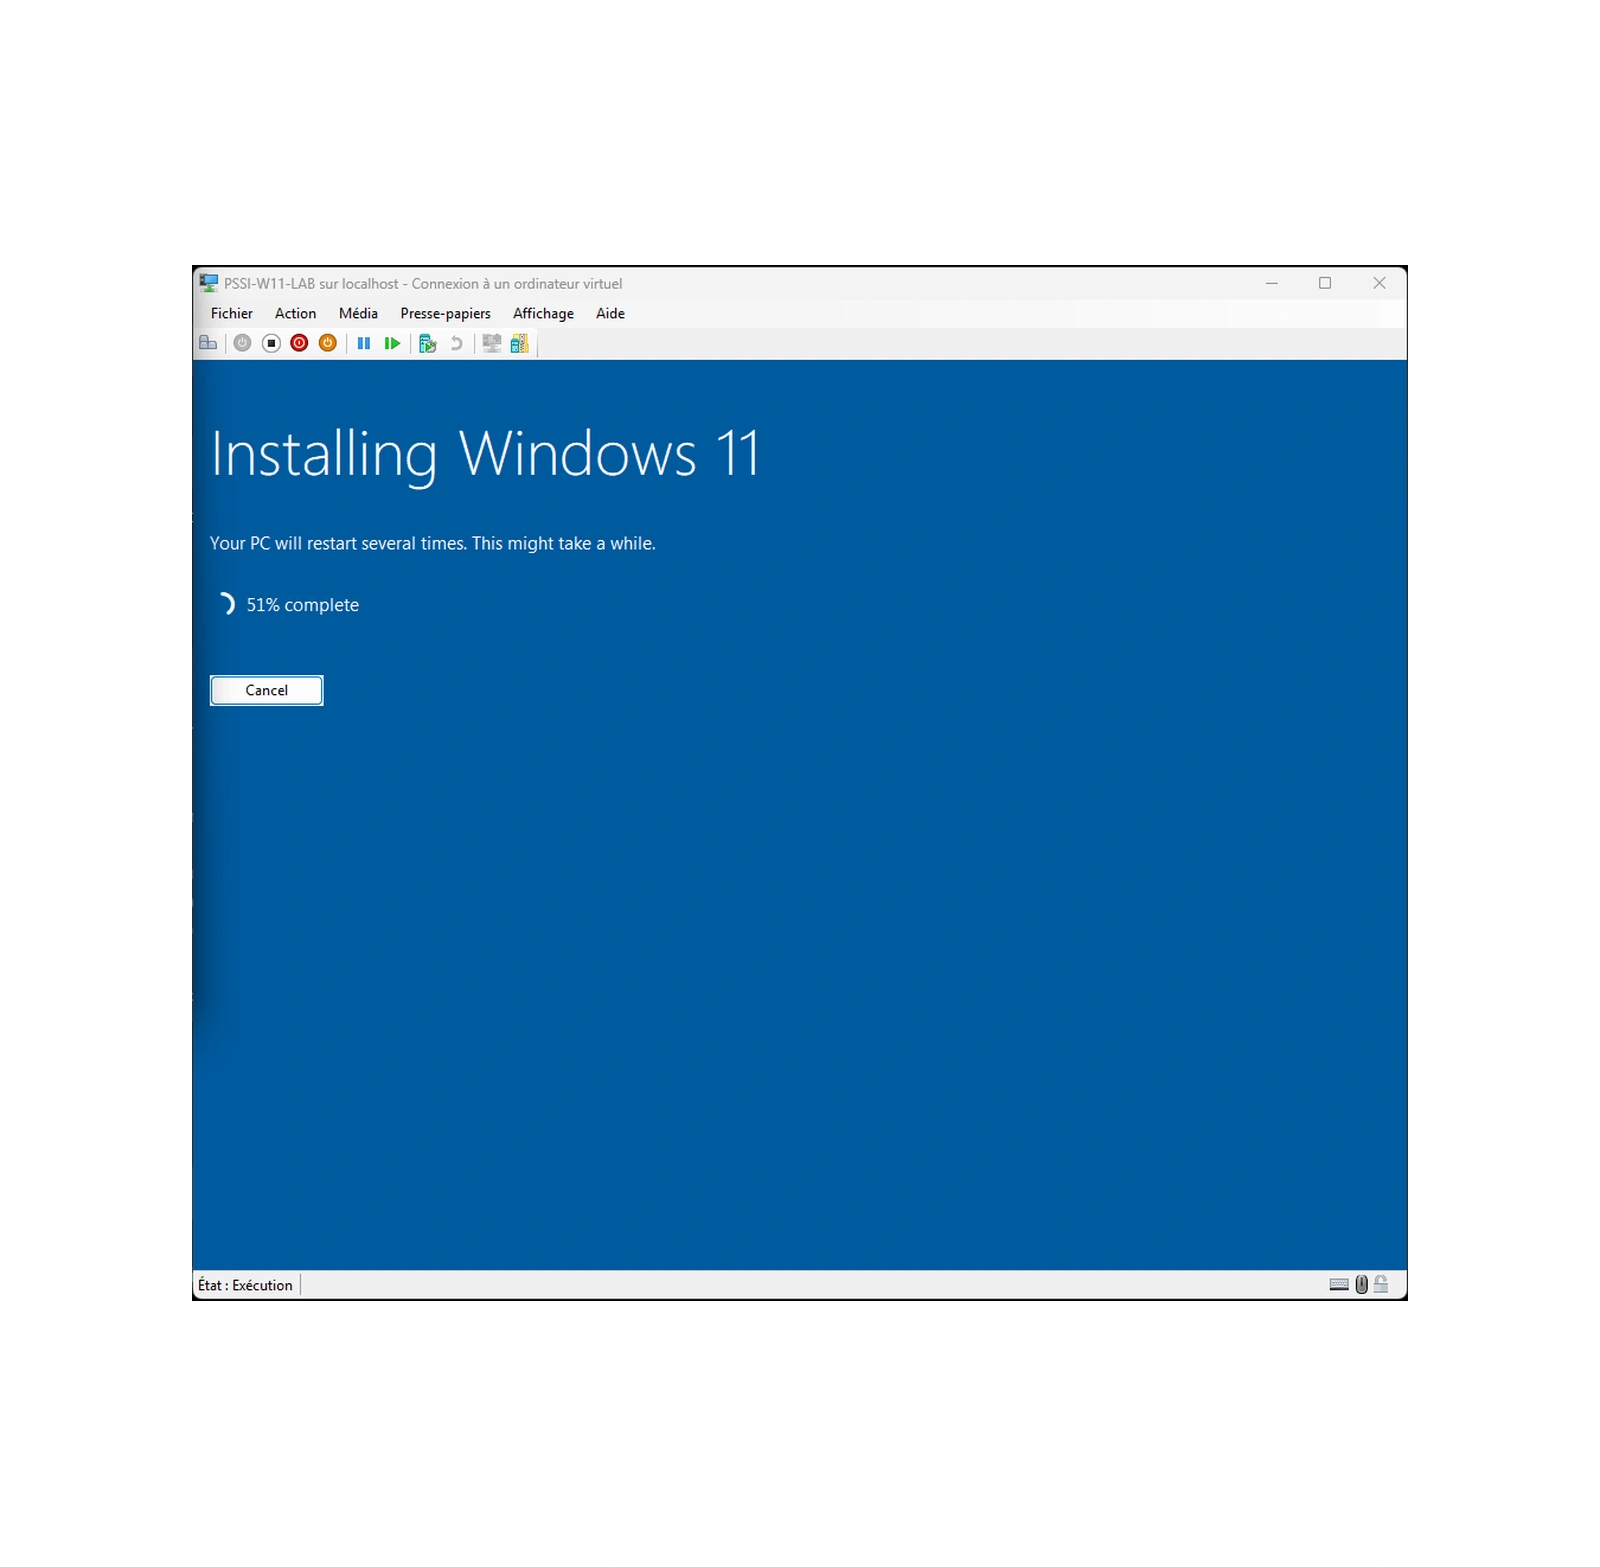 PSSI-W11-LAB sur localhost - Connexion à un ordinateur virtuel
Fichier Action Média Presse-papiers Affichage Aide
Installing Windows 11
Your PC will restart several times. This might take a while.
51% complete
Cancel
État : Exécution